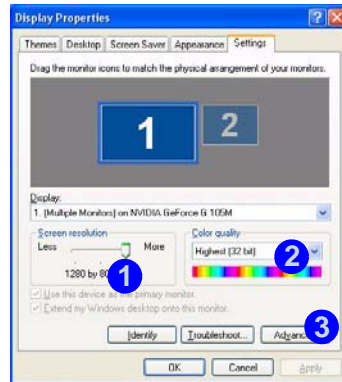 Display Properties
Themes Desktop Screen Saver Appearance Settings
Drag the monitor icons to match the physical arrangement of your monitors.
1 2
Display:
1. (Multiple Monitors) on NVIDIA GeForce G 105M
Screen resolution
Less More
1280 by 80
1
Color quality
Highest (32 bit)
2
Use this device as the primary monitor.
Extend my Windows desktop onto this monitor.
3
Identify Troubleshoot... Advanc
OK Cancel Apply